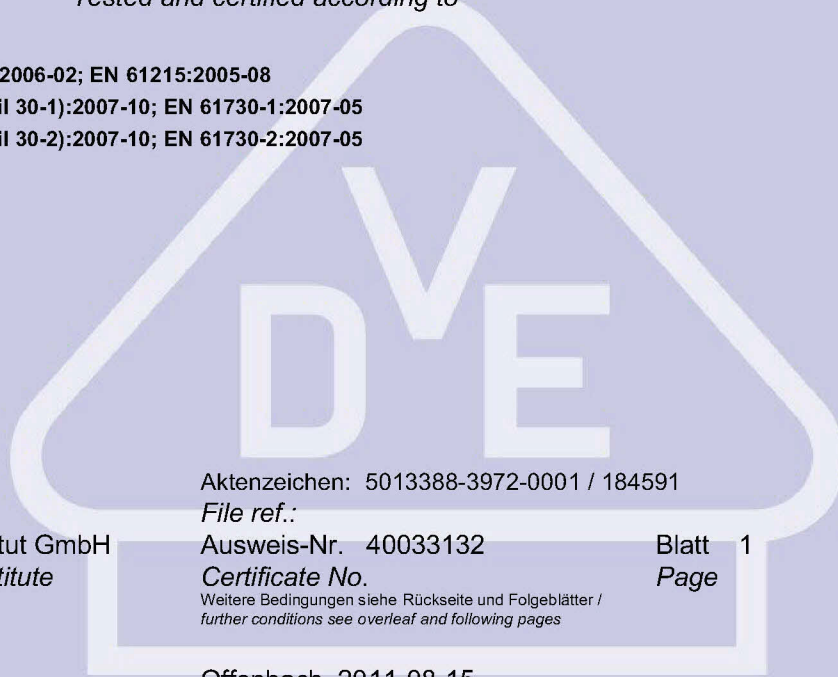 Tested and certified according to
2006-02; EN 61215:2005-08
il 30-1):2007-10; EN 61730-1:2007-05
il 30-2):2007-10; EN 61730-2:2007-05
V
D E
Aktenzeichen: 5013388-3972-0001 / 184591
File ref.:
tut GmbH Ausweis-Nr. 40033132 Blatt 1
titute Certificate No. Page
Weitere Bedingungen siehe Rückseite und Folgeblätter /
further conditions see overleaf and following pages
Offenbach, 2011-08-15